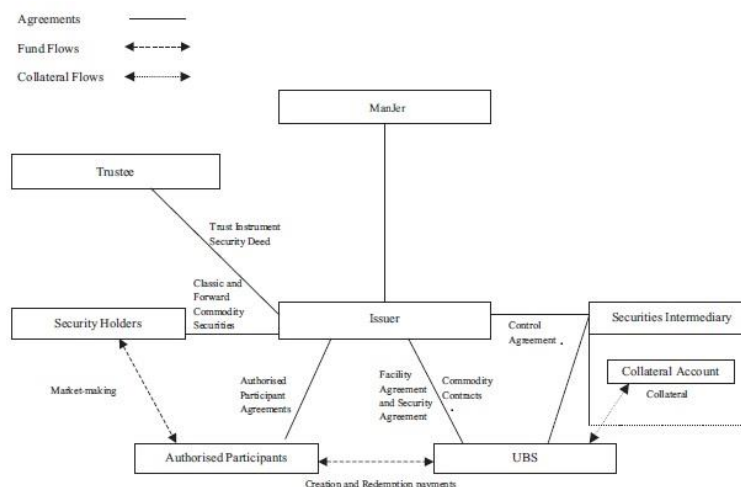 Agreements
Fund Flows
Collateral Flows
ManJer
Trustee
Trust Instrument
Security Deed
Classic and
Forward
Commodity
Securities
Security Holders
Issuer
Securities Intermediary
Control
Agreement .
Collateral Account
Collateral
Market-making
Authorised
Participant
Agreements
Facility
Agreement
and Security
Agreement
Commodity
Contracts
.
Authorised Participants
UBS
Creation and Redemption payments